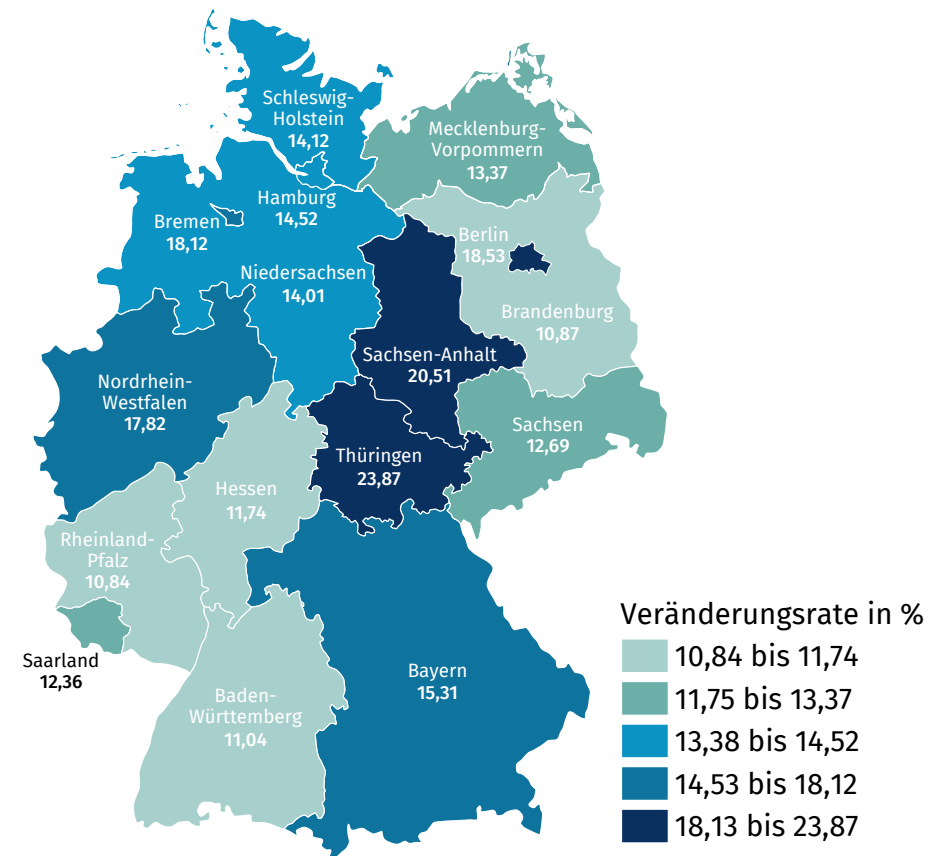 Schleswig-
Holstein
14,12
Mecklenburg-
Vorpommern
13,37
Hamburg
14,52
Bremen
18,12
Berlin
18,53
Niedersachsen
14,01
Brandenburg
10,87
Sachsen-Anhalt
20,51
Nordrhein-
Westfalen
17,82
Sachsen
12,69
Thüringen
23,87
Hessen
11,74
Rheinland-
Pfalz
10,84
Saarland
12,36
Bayern
15,31
Baden-
Württemberg
11,04
Veränderungsrate in %
10,84 bis 11,74
11,75 bis 13,37
13,38 bis 14,52
14,53 bis 18,12
18,13 bis 23,87